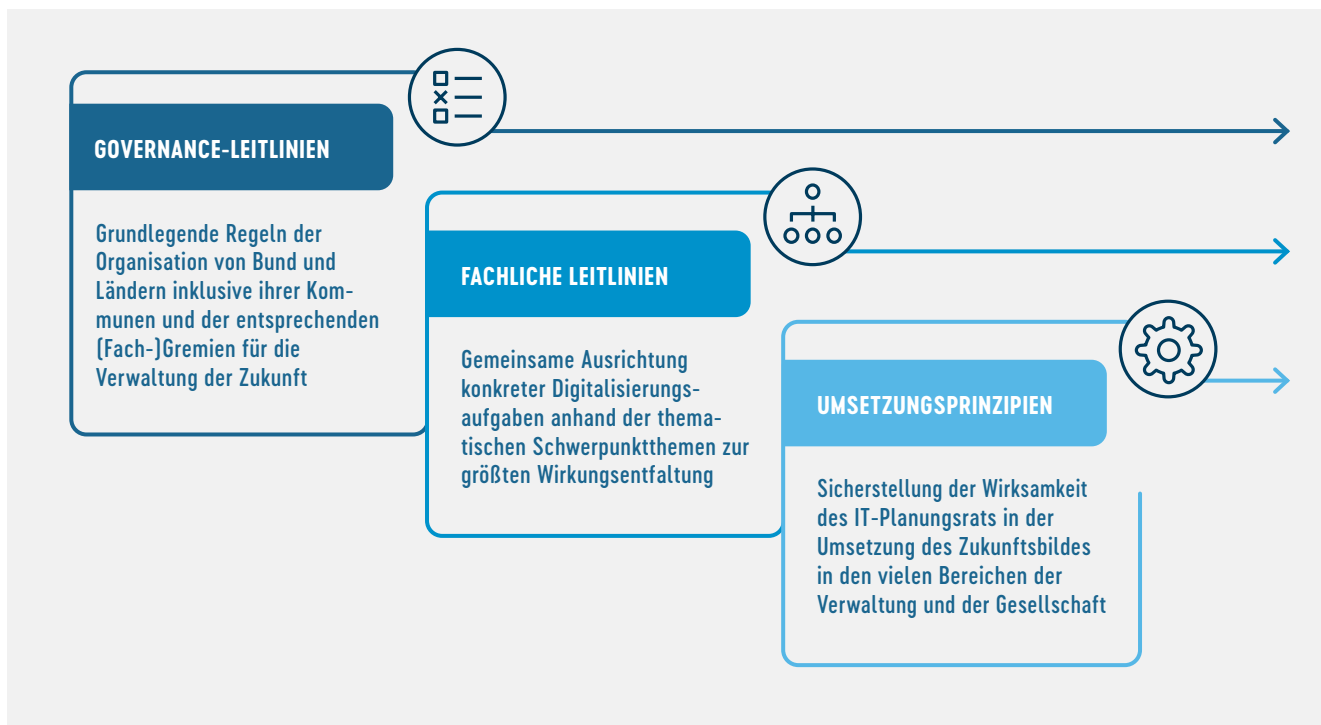 GOVERNANCE-LEITLINIEN
Grundlegende Regeln der
Organisation von Bund und
Ländern inklusive ihrer Kom-
munen und der entsprechenden
(Fach-)Gremien für die
Verwaltung der Zukunft
FACHLICHE LEITLINIEN
Gemeinsame Ausrichtung
konkreter Digitalisierungs-
aufgaben anhand der thema-
tischen Schwerpunktthemen zur
größten Wirkungsentfaltung
UMSETZUNGSPRINZIPIEN
Sicherstellung der Wirksamkeit
des IT-Planungsrats in der
Umsetzung des Zukunftsbildes
in den vielen Bereichen der
Verwaltung und der Gesellschaft